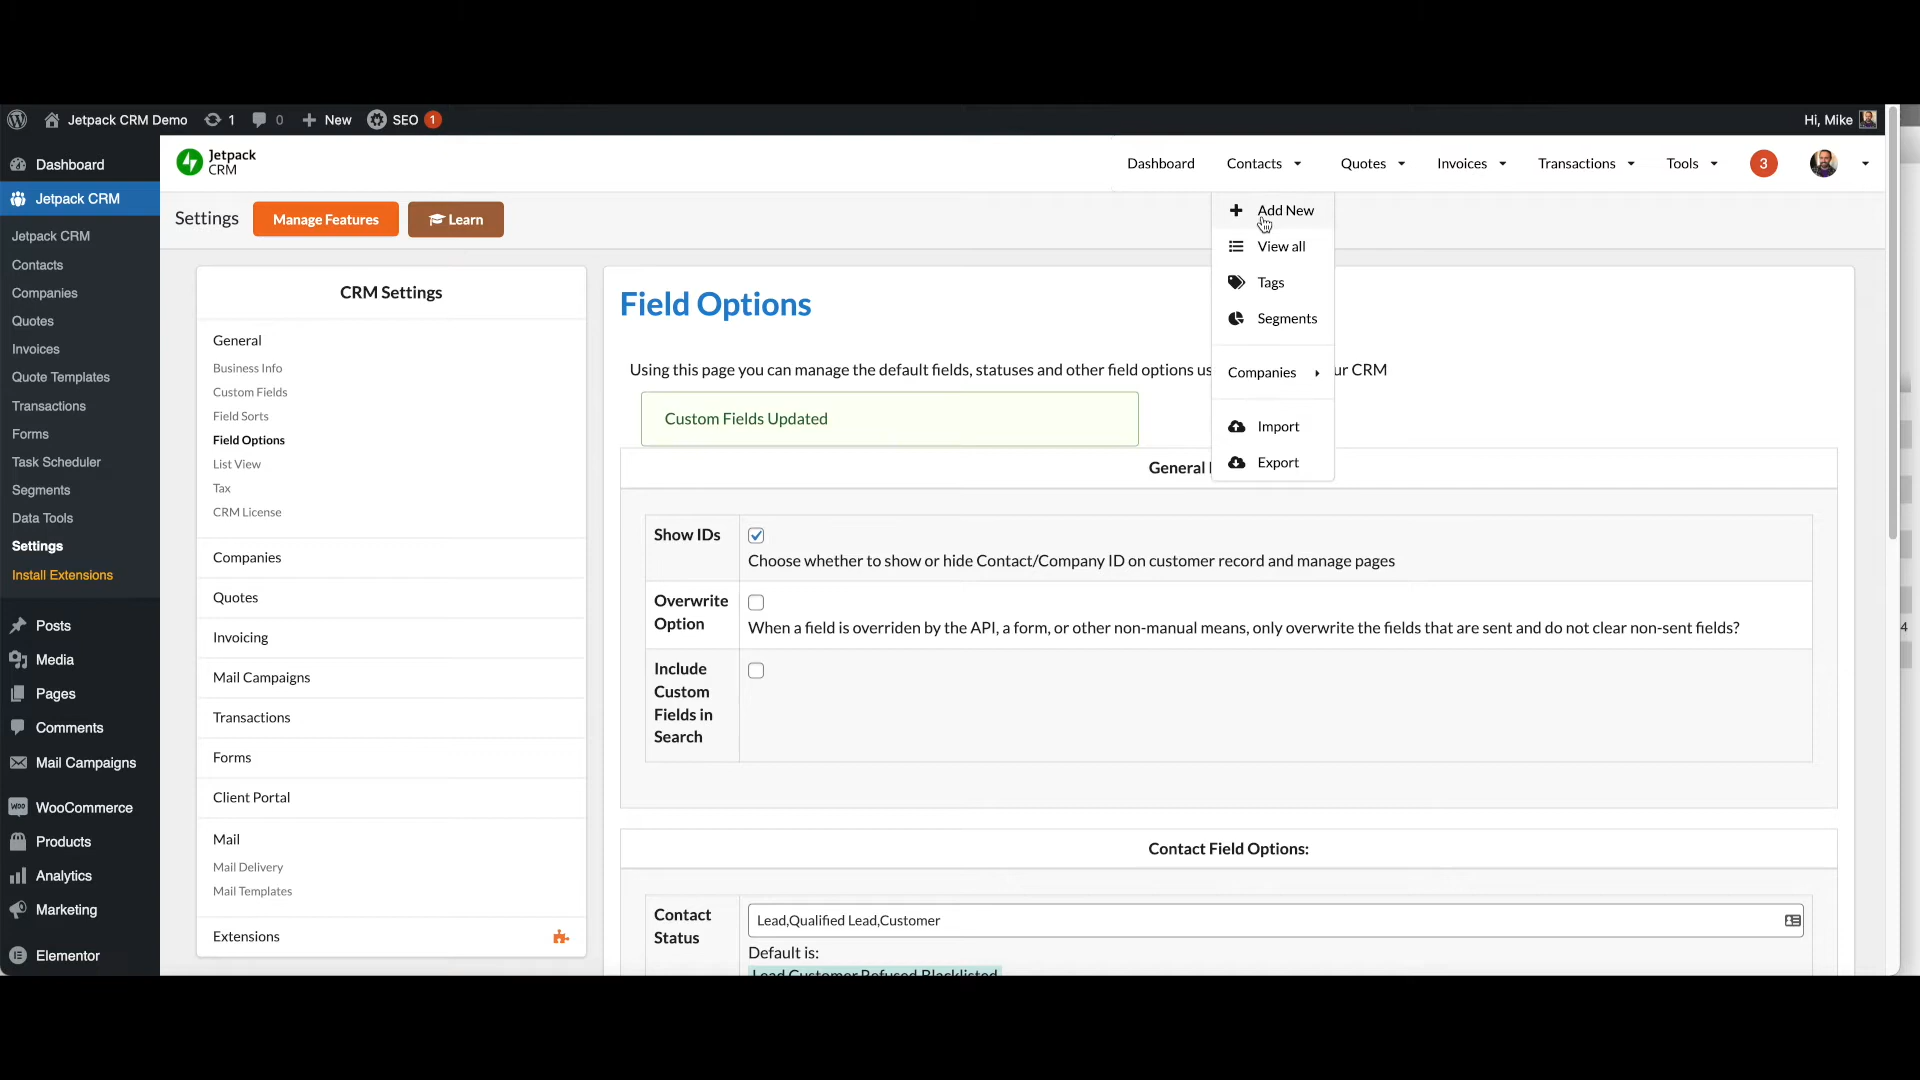 Jetpack CRM Demo
1
0
New
SEO
1
Hi, Mike
Dashboard
Jetpack CRM
Jetpack CRM
Contacts
Companies
Quotes
Invoices
Quote Templates
Transactions
Forms
Task Scheduler
Segments
Data Tools
Settings
Install Extensions
Posts
Media
Pages
Comments
Mail Campaigns
WooCommerce
Products
Analytics
Marketing
Elementor
Jetpack
CRM
Dashboard
Contacts
Quotes
Invoices
Transactions
Tools
3
Settings
Manage Features
Learn
Add New
View all
Tags
Segments
Companies
Import
Export
CRM Settings
General
Business Info
Custom Fields
Field Sorts
Field Options
List View
Tax
CRM License
Companies
Quotes
Invoicing
Mail Campaigns
Transactions
Forms
Client Portal
Mail
Mail Delivery
Mail Templates
Extensions
Field Options
Using this page you can manage the default fields, statuses and other field options us
ur CRM
Custom Fields Updated
General
Show IDs
Choose whether to show or hide Contact/Company ID on customer record and manage pages
Overwrite
Option
When a field is overriden by the API, a form, or other non-manual means, only overwrite the fields that are sent and do not clear non-sent fields?
Include
Custom
Fields in
Search
Contact Field Options:
Contact
Status
Lead,Qualified Lead,Customer
Default is:
Lead,Customer,Refused,Blacklisted
4